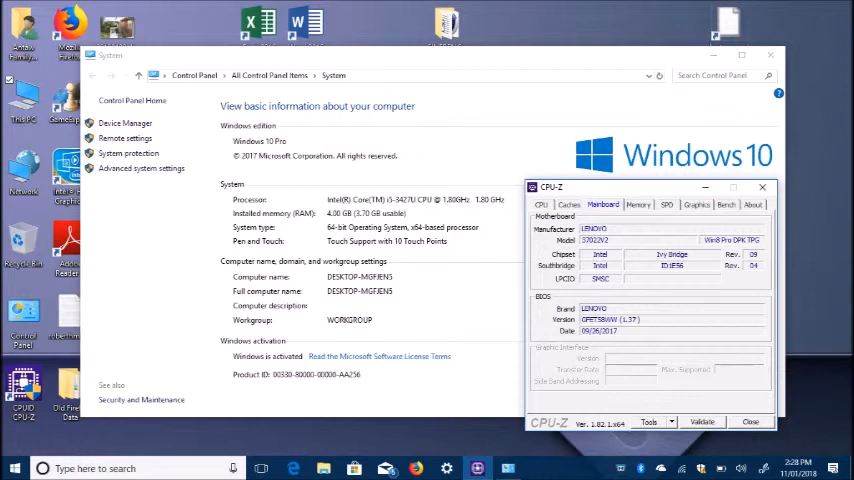 System
Control Panel
All Control Panel Items
System
Search Control Panel
Control Panel Home
Device Manager
Remote settings
System protection
Advanced system settings
See also
Security and Maintenance
View basic information about your computer
Windows edition
Windows 10 Pro
© 2017 Microsoft Corporation. All rights reserved.
Windows 10
System
Processor: Intel(R) Core(TM) i5-3427U CPU @ 1.80GHz 1.80 GHz
Installed memory (RAM): 4.00 GB (3.70 GB usable)
System type: 64-bit Operating System, x64-based processor
Pen and Touch: Touch Support with 10 Touch Points
Computer name, domain, and workgroup settings
Computer name: DESKTOP-MGFJEN5
Full computer name: DESKTOP-MGFJEN5
Computer description:
Workgroup: WORKGROUP
Windows activation
Windows is activated Read the Microsoft Software License Terms
Product ID: 00330-80000-00000-AA256
CPU-Z
CPU Caches Mainboard Memory SPD Graphics Bench About
Motherboard
Manufacturer LENOVO
Model 37022V2 Win8 Pro DPK TPG
Chipset Intel Ivy Bridge Rev. 09
Southbridge Intel ID1E56 Rev. 04
LPCIO SMSC
BIOS
Brand LENOVO
Version GFET58WW (1.37 )
Date 09/26/2017
Graphic Interface
Version
Transfer Rate Max. Supported
Side Band Addressing
CPU-Z Ver. 1.82.1.x64 Tools Validate Close
Family...
This PC
Network
Recycle Bin
Control
Panel
CPUID
CPU-Z
Intel®
Graphic...
Adobe
Reader
Old Firef...
Data
Type here to search
2:28 PM
11/01/2018